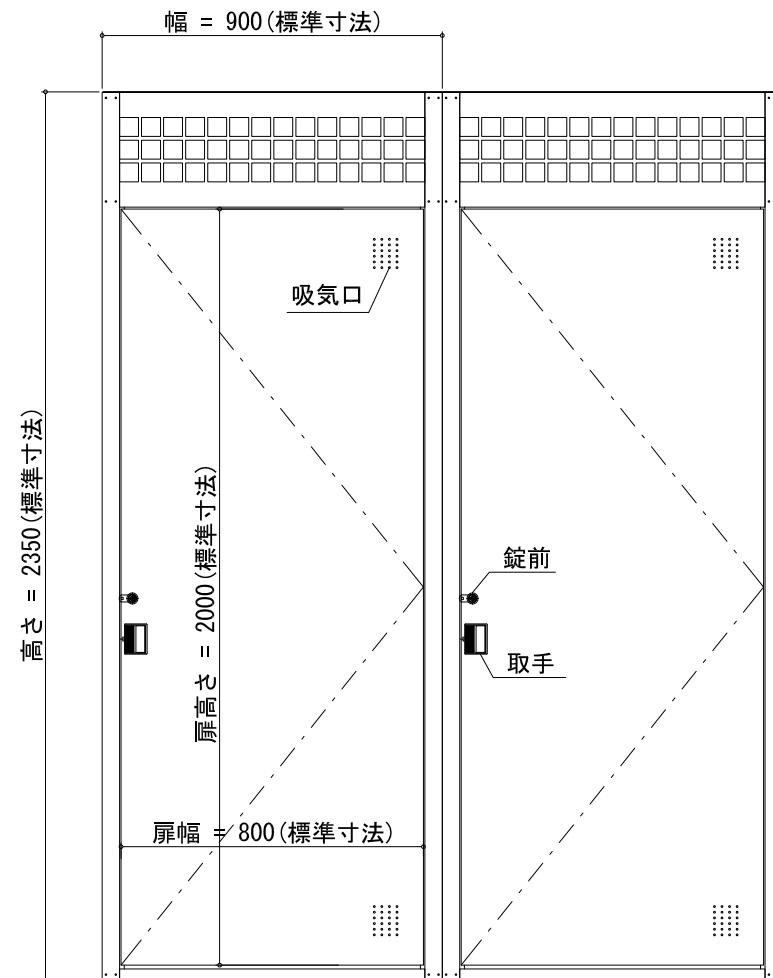 幅 = 900(標準寸法)
吸気口
高さ = 2350(標準寸法)
扉高さ = 2000(標準寸法)
錠前
取手
扉幅 = 800(標準寸法)